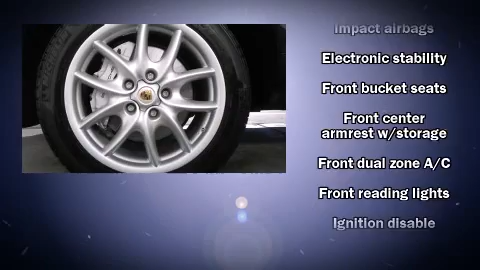 Impact airbags
Electronic stability
Front bucket seats
Front center
armrest w/storage
Front dual zone A/C
Front reading lights
Ignition disable